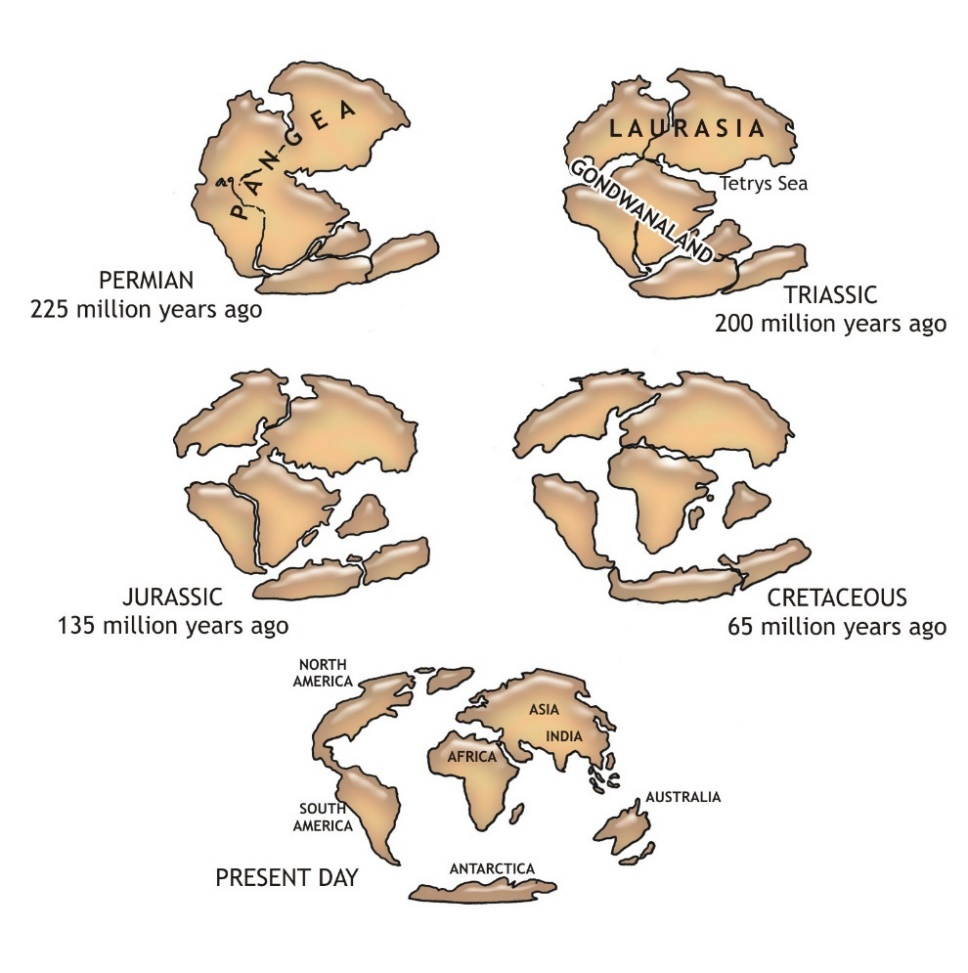 PANGEA
PERMIAN
225 million years ago
LAURASIA
GONDWANALAND
Tetrys Sea
TRIASSIC
200 million years ago
JURASSIC
135 million years ago
CRETACEOUS
65 million years ago
NORTH
AMERICA
ASIA
INDIA
AFRICA
SOUTH
AMERICA
AUSTRALIA
PRESENT DAY
ANTARCTICA